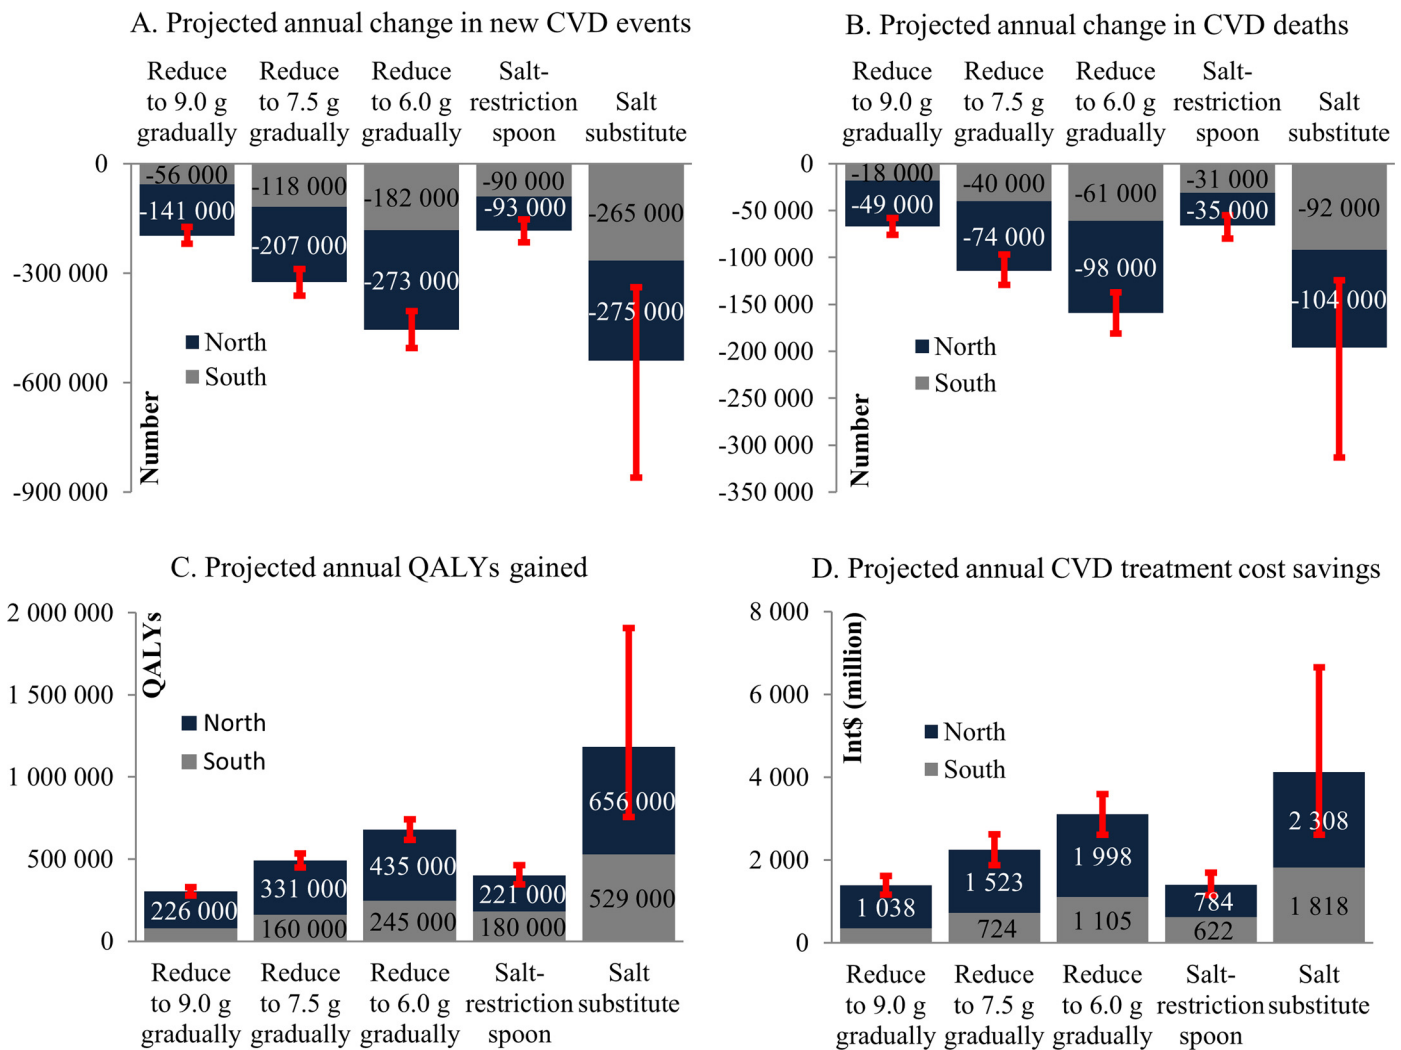 A. Projected annual change in new CVD events
Reduce to 9.0 g gradually
Reduce to 7.5 g gradually
Reduce to 6.0 g gradually
Salt-restriction spoon
Salt substitute
0
-300 000
-600 000
-900 000
Number
-56 000
-118 000
-182 000
-90 000
-265 000
-141 000
-207 000
-273 000
-93 000
-275 000
North
South
B. Projected annual change in CVD deaths
Reduce to 9.0 g gradually
Reduce to 7.5 g gradually
Reduce to 6.0 g gradually
Salt-restriction spoon
Salt substitute
0
-50 000
-100 000
-150 000
-200 000
-250 000
-300 000
-350 000
Number
-18 000
-40 000
-61 000
-31 000
-92 000
-49 000
-74 000
-98 000
-35 000
-104 000
North
South
C. Projected annual QALYs gained
2 000 000
1 500 000
1 000 000
500 000
0
QALYs
North
South
226 000
331 000
435 000
221 000
656 000
160 000
245 000
180 000
529 000
Reduce to 9.0 g gradually
Reduce to 7.5 g gradually
Reduce to 6.0 g gradually
Salt-restriction spoon
Salt substitute
D. Projected annual CVD treatment cost savings
8 000
6 000
4 000
2 000
0
Int$ (million)
North
South
1 038
1 523
1 998
784
2 308
724
1 105
622
1 818
Reduce to 9.0 g gradually
Reduce to 7.5 g gradually
Reduce to 6.0 g gradually
Salt-restriction spoon
Salt substitute